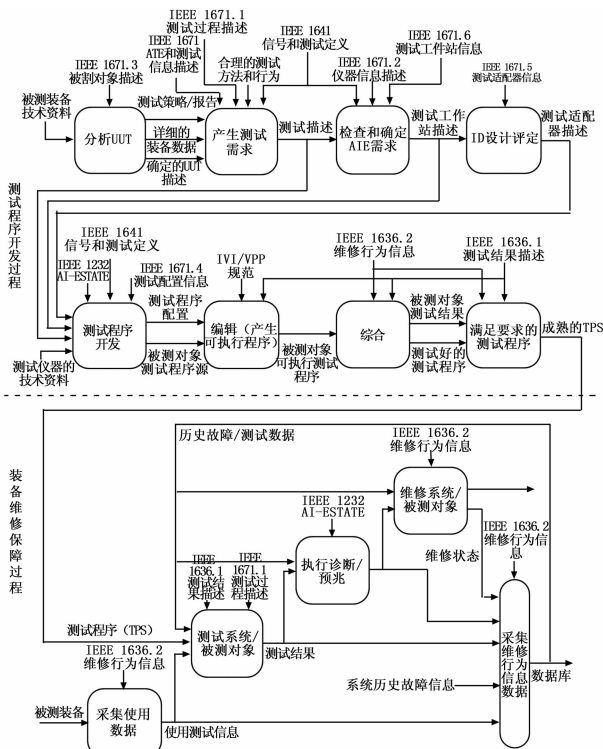 IEEE 1671.1
测试过程描述
IEEE 1671
ATE和测试
信息描述
IEEE 1641
信号和测试定义
合理的测试
方法和行为
IEEE 1671.6
测试工作站信息
IEEE 1671.2
仪器信息描述
IEEE 1671.3
被割对象描述
IEEE 1671.5
测试适配器信息
被测装备
技术资料
测试策略/报告
分析UUT
详细的
装备数据
确定的UUT
描述
产生测试
需求
测试描述
检查和确定
AIE需求
测试工作
站描述
ID设计评定
测试适配
器描述
测试程序开发过程
IEEE 1641
信号和测试定义
IEEE 1232
AI-ESTATE
IEEE 1671.4
测试配置信息
IVI/VPP
规范
IEEE 1636.2
维修行为信息
IEEE 1636.1
测试结果描述
测试程序
开发
测试程序
配置
被测对象
测试程序源
编辑（产生
可执行程序）
被测对象
可执行测试
程序
综合
被测对象
测试结果
测试好的
测试程序
满足要求的
测试程序
成熟的TPS
测试仪器的
技术资料
装备维修保障过程
历史故障/测试数据
IEEE 1636.2
维修行为信息
维修系统/
被测对象
IEEE 1232
AI-ESTATE
执行诊断/
预兆
IEEE 1636.2
维修行为信
息
维修状态
IEEE
1636.1
测试结
果描述
IEEE
1671.1
测试过
程描述
测试程序（TPS）
测试系统/
被测对象
测试结果
采集维修行为信息数据
数据库
IEEE 1636.2
维修行为信息
系统历史故障信息
被测装备
采集使用
数据
使用测试信息